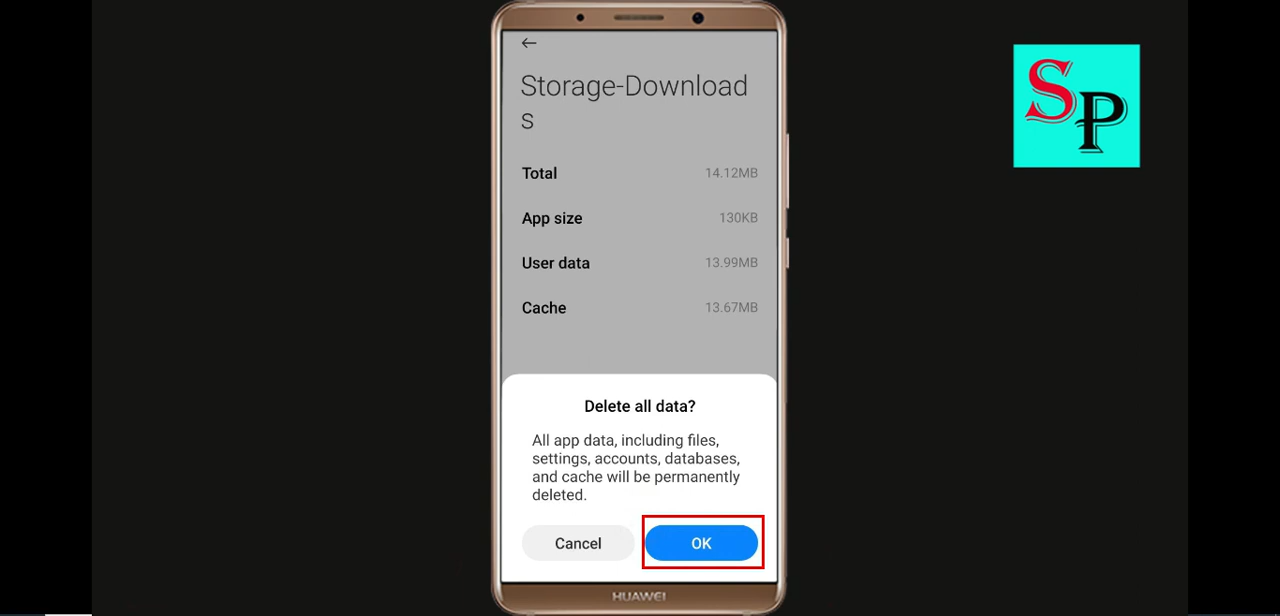 SP
Storage-Download
s
Total 14.12MB
App size 130KB
User data 13.99MB
Cache 13.67MB
Delete all data?
All app data, including files,
settings, accounts, databases,
and cache will be permanently
deleted.
Cancel OK
HUAWEI